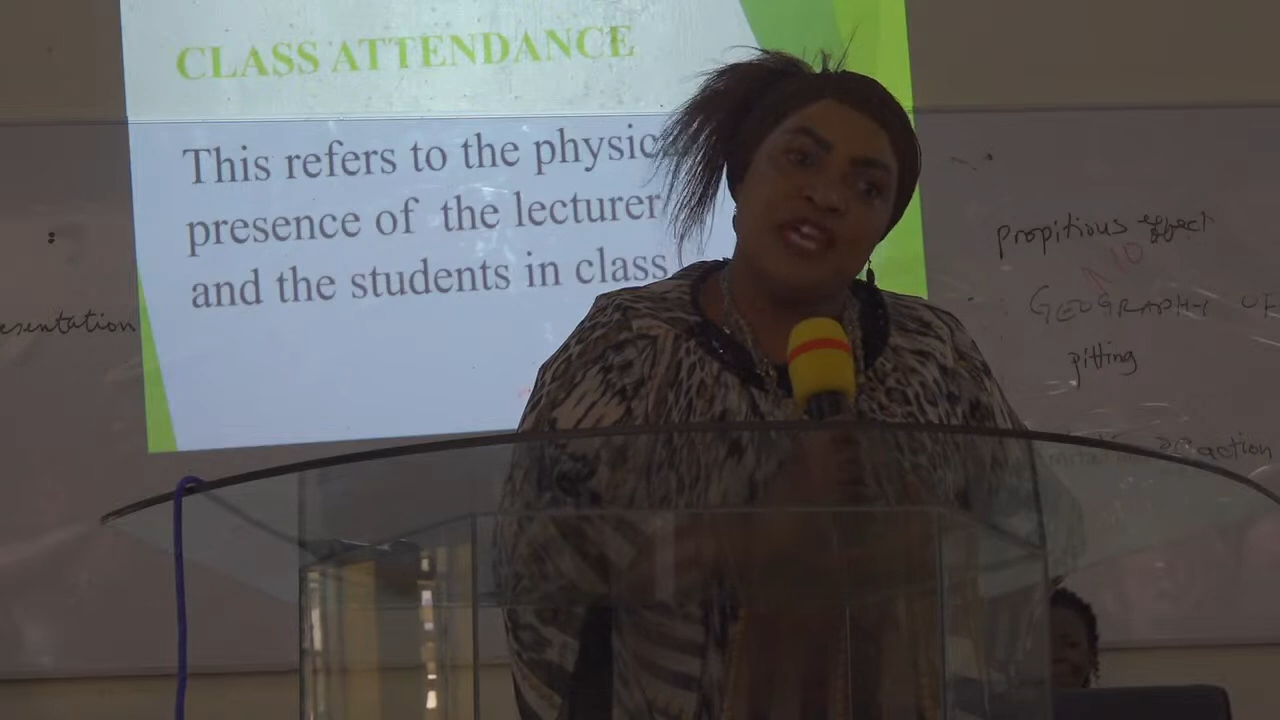 CLASS ATTENDANCE
This refers to the physic
presence of the lecturer
and the students in class
esentation
propitious effect
10
GEOGRAPHY OF
pitting
action